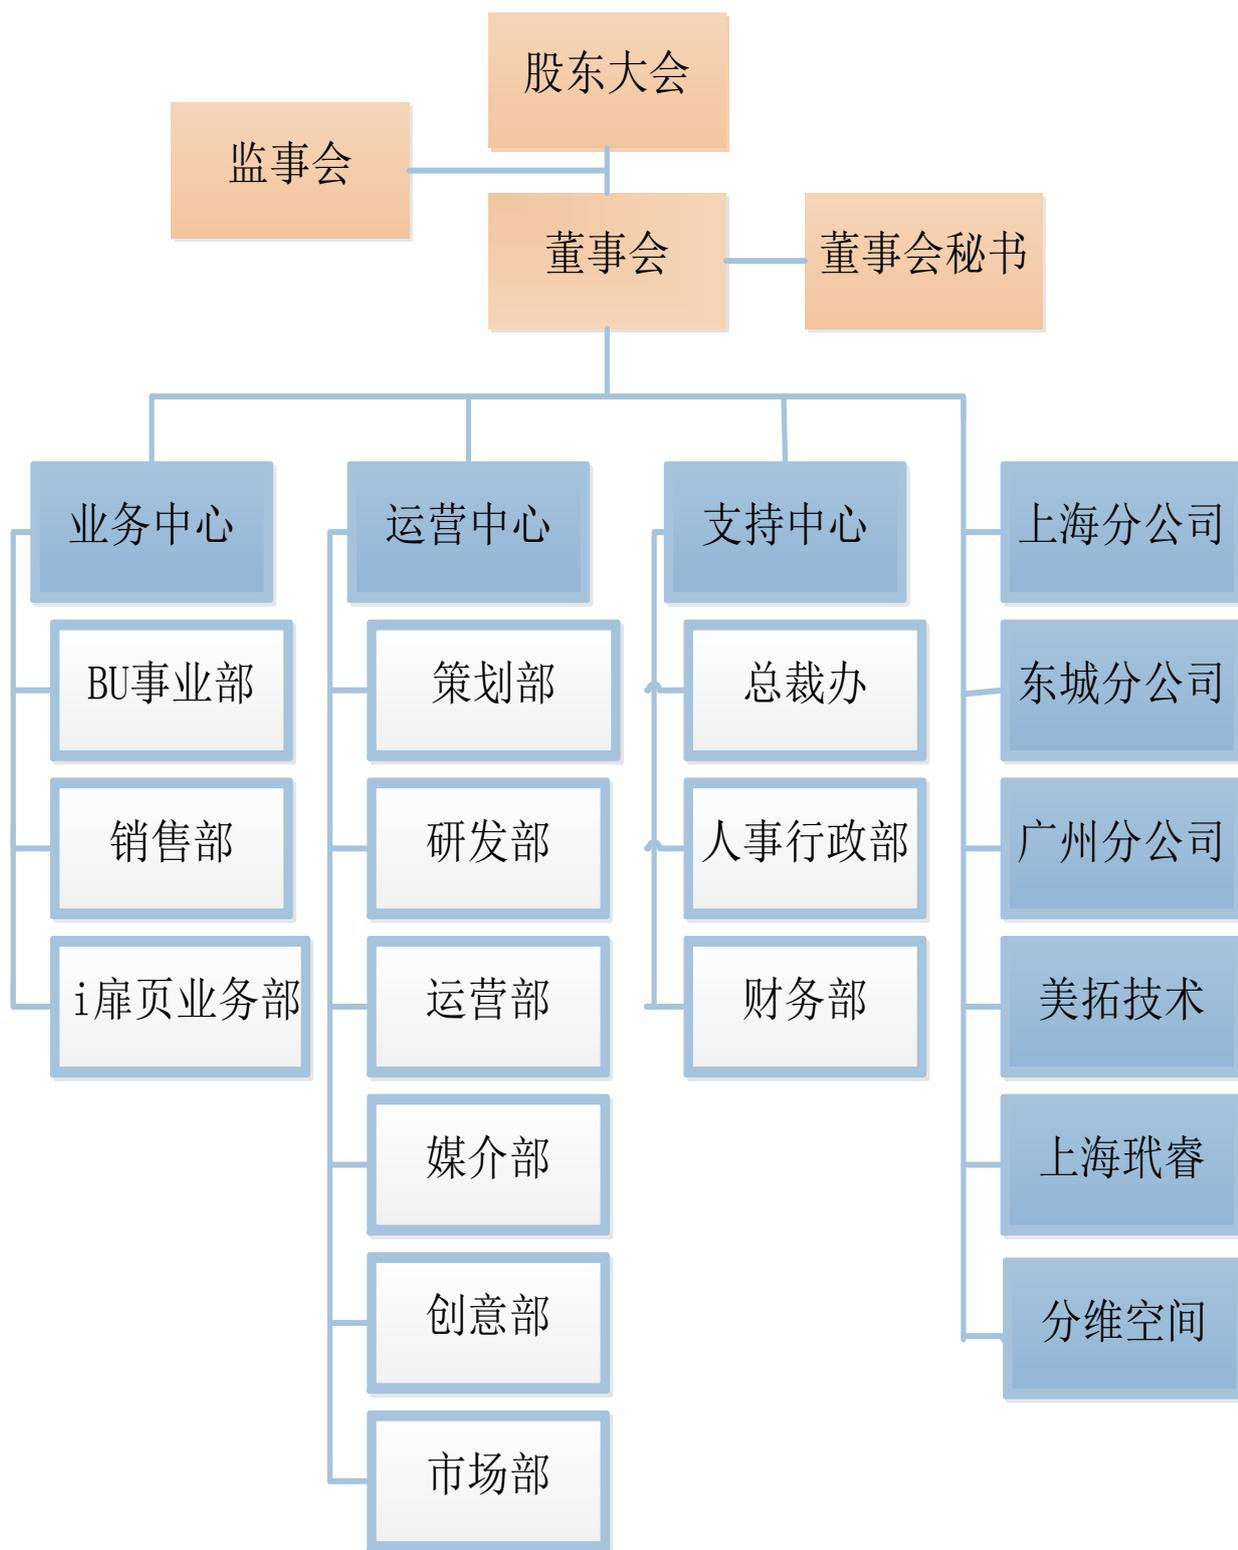 股东大会
监事会
董事会
董事会秘书
业务中心
BU事业部
销售部
i扉页业务部
运营中心
策划部
研发部
运营部
媒介部
创意部
市场部
支持中心
总裁办
人事行政部
财务部
上海分公司
东城分公司
广州分公司
美拓技术
上海玳睿
分维空间